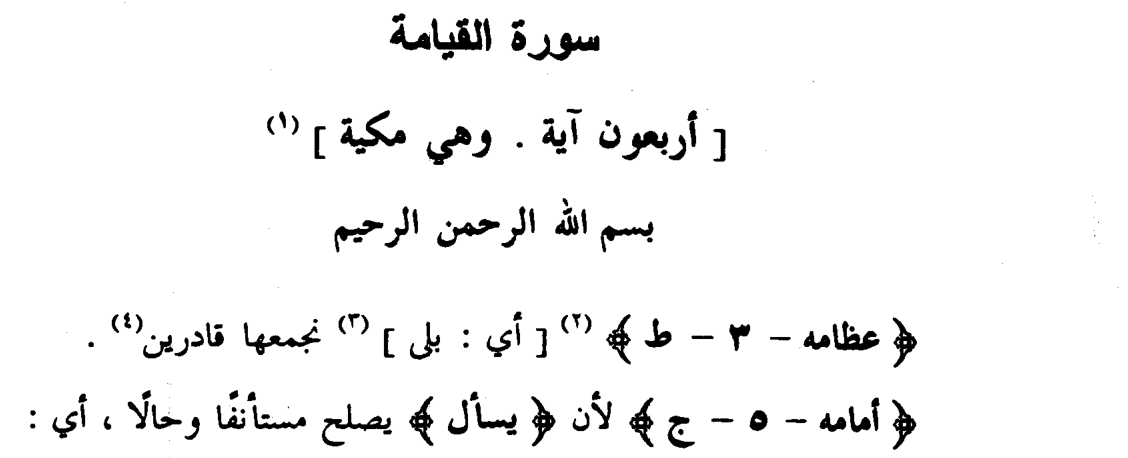 سورة القيامة
[ أربعون آية . وهي مكية ] (١)
بسم الله الرحمن الرحيم
﴿ عظامه – ٣ – ط ﴾ (٢) [ أي : بلى ] (٣) نجمعها قادرين(٤) .
﴿ أمامه – ٥ – ج ﴾ لأن ﴿ يسأل ﴾ يصلح مستأنفًا وحالًا ، أي :